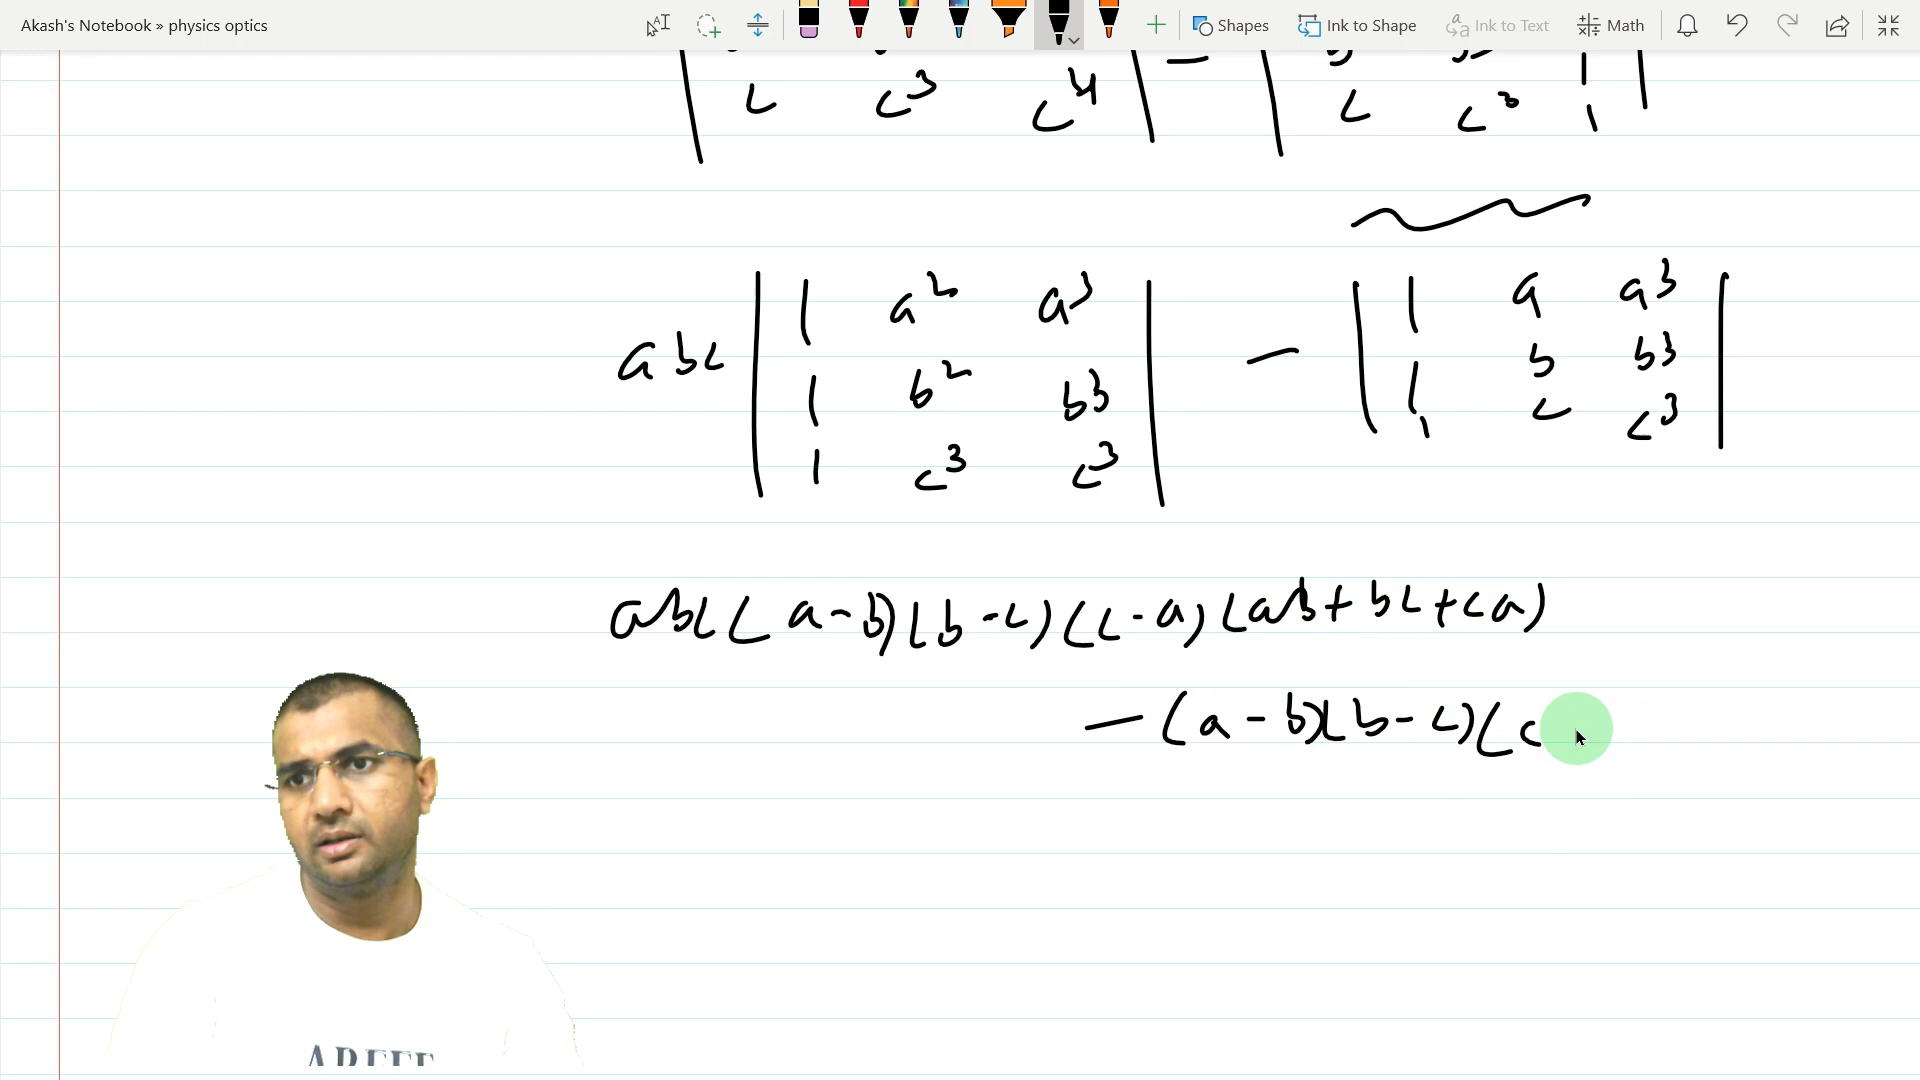 Akash's Notebook » physics optics
Shapes Ink to Shape Ink to Text Math
c c³ c⁴ | − | c c³ 1
abc | 1 a² a³ | − | 1 a a³ |
1 b² b³ 1 b b³
1 c³ c³ 1 c c³
abc(a-b)(b-c)(c-a)(ab+bc+ca)
−(a-b)(b-c)(c